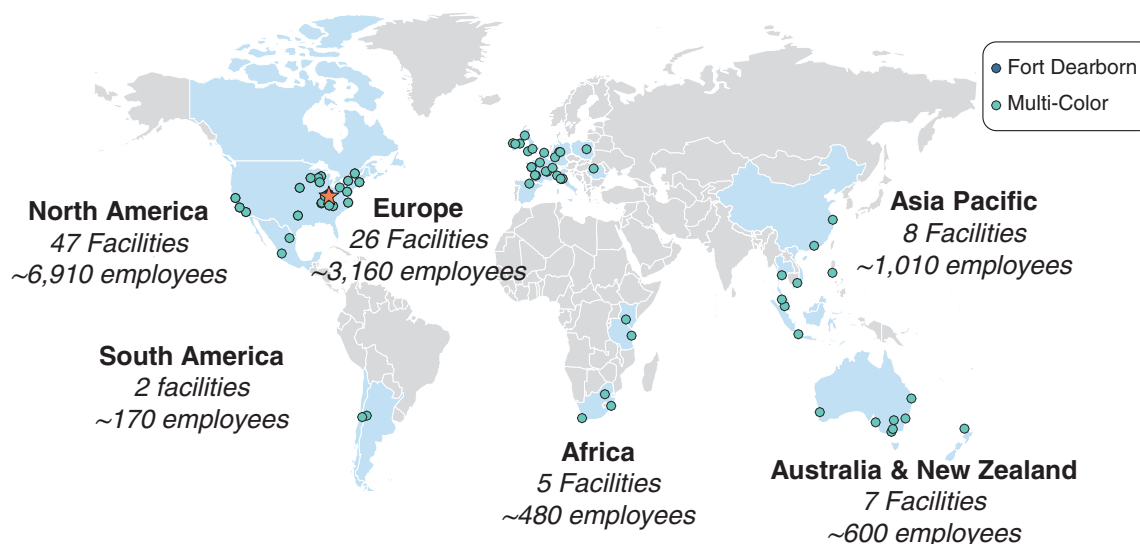 Fort Dearborn
Multi-Color
North America
47 Facilities
~6,910 employees
Europe
26 Facilities
~3,160 employees
Asia Pacific
8 Facilities
~1,010 employees
South America
2 facilities
~170 employees
Africa
5 Facilities
~480 employees
Australia & New Zealand
7 Facilities
~600 employees